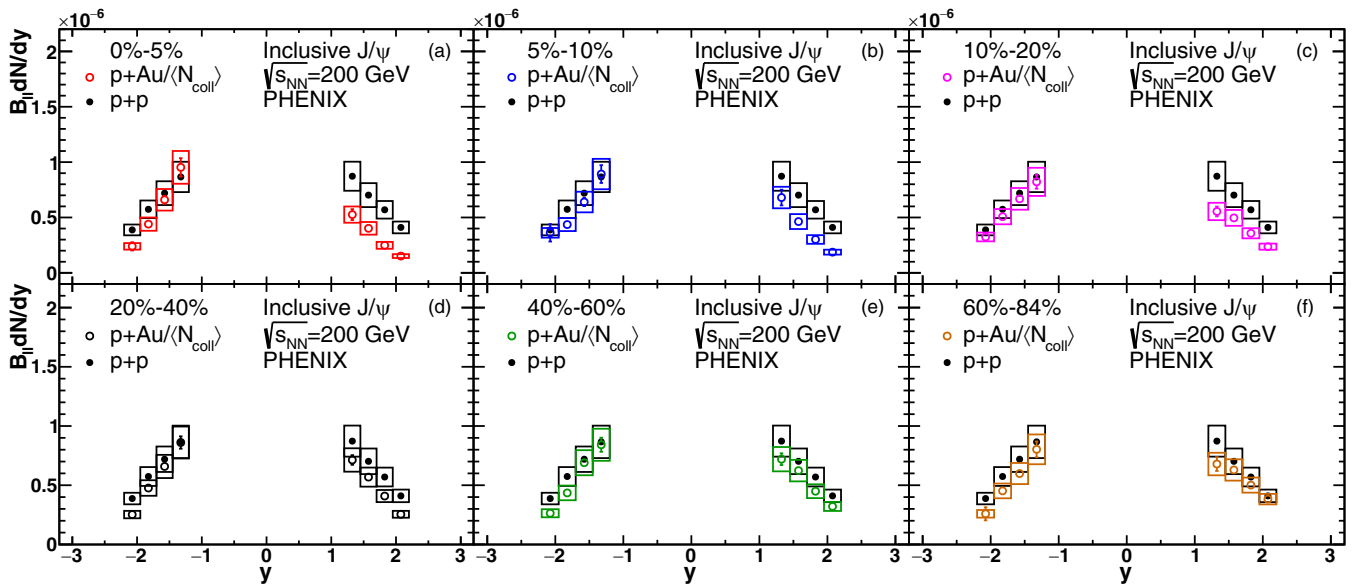 ×10⁻⁶ ×10⁻⁶ ×10⁻⁶
B_ll dN/dy
2
1.5
1
0.5
0
0%-5% Inclusive J/ψ (a)
p+Au/⟨N_coll⟩ √s_NN=200 GeV
p+p PHENIX
5%-10% Inclusive J/ψ (b)
p+Au/⟨N_coll⟩ √s_NN=200 GeV
p+p PHENIX
10%-20% Inclusive J/ψ (c)
p+Au/⟨N_coll⟩ √s_NN=200 GeV
p+p PHENIX
B_ll dN/dy
2
1.5
1
0.5
0
20%-40% Inclusive J/ψ (d)
p+Au/⟨N_coll⟩ √s_NN=200 GeV
p+p PHENIX
40%-60% Inclusive J/ψ (e)
p+Au/⟨N_coll⟩ √s_NN=200 GeV
p+p PHENIX
60%-84% Inclusive J/ψ (f)
p+Au/⟨N_coll⟩ √s_NN=200 GeV
p+p PHENIX
−3 −2 −1 0 1 2 3 −2 −1 0 1 2 3 −2 −1 0 1 2 3
y y y